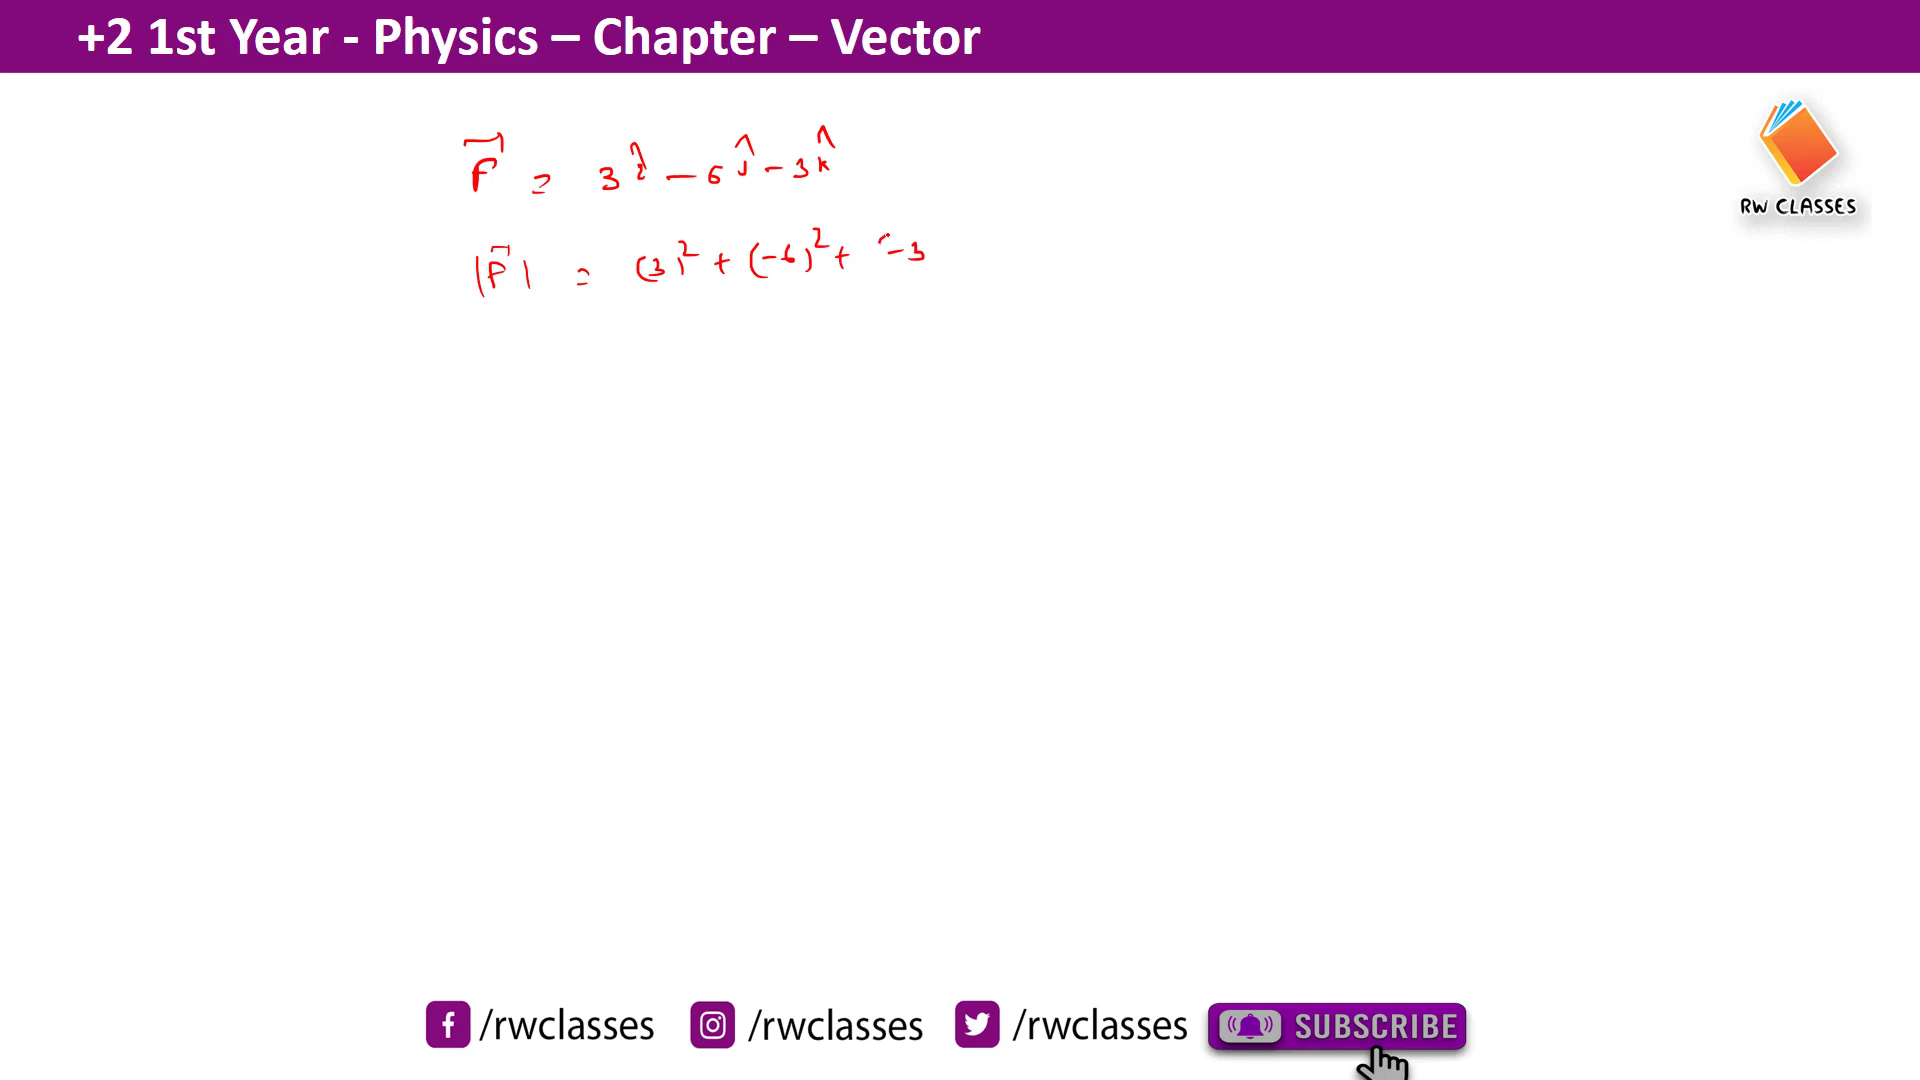 +2 1st Year - Physics – Chapter – Vector
RW CLASSES
F⃗ = 3î – 6ĵ – 3k̂
|F⃗| = (3)² + (-6)² + (-3
/rwclasses /rwclasses /rwclasses SUBSCRIBE